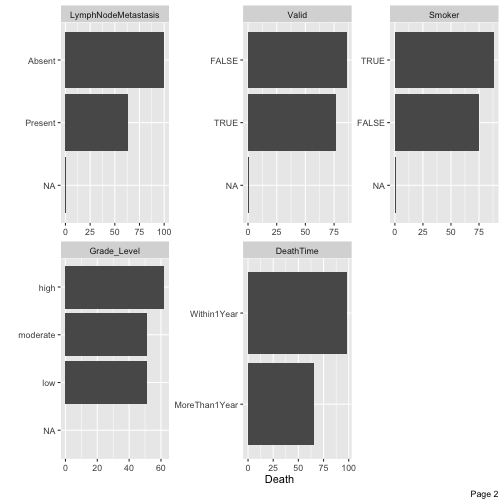 LymphNodeMetastasis
Absent
Present
NA
0 25 50 75 100
Valid
FALSE
TRUE
NA
0 25 50 75
Smoker
TRUE
FALSE
NA
0 25 50 75
Grade_Level
high
moderate
low
NA
0 20 40 60
DeathTime
Within1Year
MoreThan1Year
0 25 50 75 100
Death
Page 2